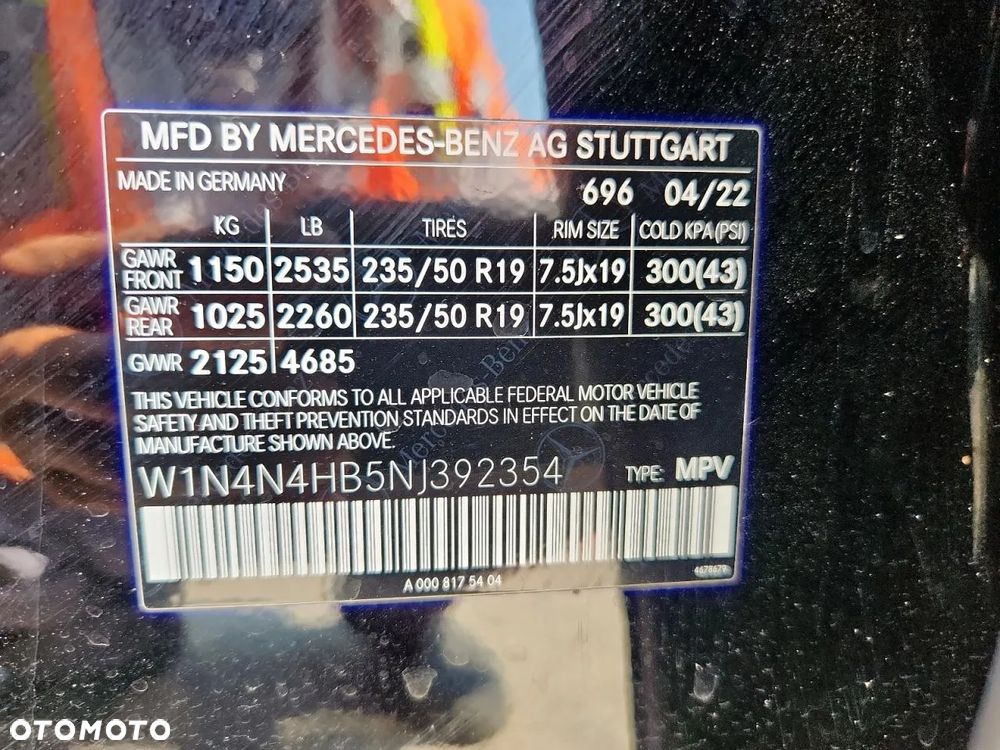 MFD BY MERCEDES-BENZ AG STUTTGART
MADE IN GERMANY 696 04/22
KG LB TIRES RIM SIZE COLD KPA (PSI)
GAWR FRONT 1150 2535 235/50 R19 7.5Jx19 300(43)
GAWR REAR 1025 2260 235/50 R19 7.5Jx19 300(43)
GVWR 2125 4685
THIS VEHICLE CONFORMS TO ALL APPLICABLE FEDERAL MOTOR VEHICLE
SAFETY AND THEFT PREVENTION STANDARDS IN EFFECT ON THE DATE OF
MANUFACTURE SHOWN ABOVE.
W1N4N4HB5NJ392354 TYPE: MPV
4678679
A 000 817 54 04
OTOMOTO